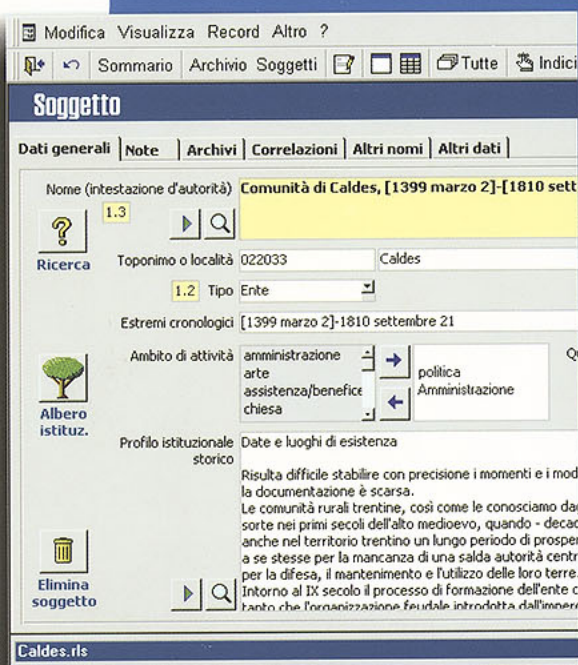 Modifica Visualizza Record Altro ?
Sommario Archivio Soggetti Tutte Indici
Soggetto
Dati generali Note Archivi Correlazioni Altri nomi Altri dati
Nome (intestazione d'autorità) Comunità di Caldes, [1399 marzo 2]-[1810 sett
1.3
Ricerca
Toponimo o località 022033 Caldes
1.2 Tipo Ente
Estremi cronologici [1399 marzo 2]-1810 settembre 21
Ambito di attività
amministrazione
arte
assistenza/benefice
chiesa
politica
Amministrazione
Albero
istituz.
Profilo istituzionale
storico
Date e luoghi di esistenza
Risulta difficile stabilire con precisione i momenti e i mod
la documentazione è scarsa.
Le comunità rurali trentine, così come le conosciamo da
sorte nei primi secoli dell'alto medioevo, quando - decad
anche nel territorio trentino un lungo periodo di prosper
a se stesse per la mancanza di una salda autorità centr
per la difesa, il mantenimento e l'utilizzo delle loro terre.
Intorno al IX secolo il processo di formazione dell'ente c
tanto che l'organizzazione feudale introdotta dall'imper
Elimina
soggetto
Caldes.rls